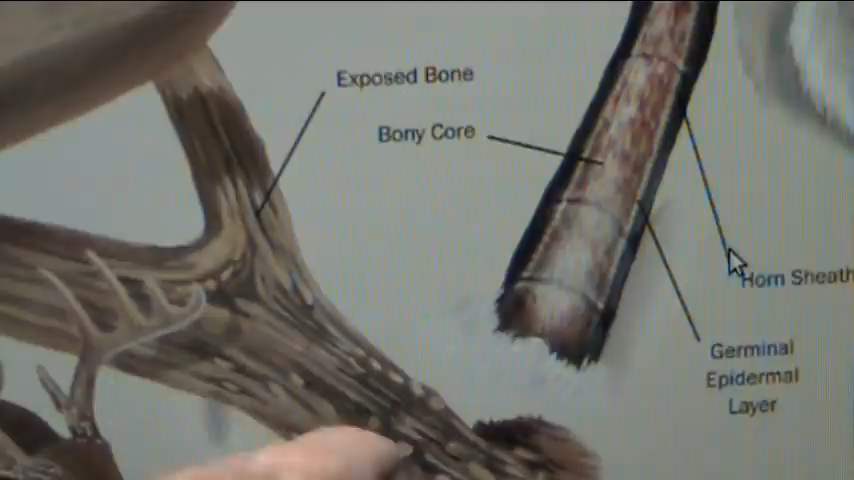 Exposed Bone
Bony Core
Horn Sheath
Germinal
Epidermal
Layer